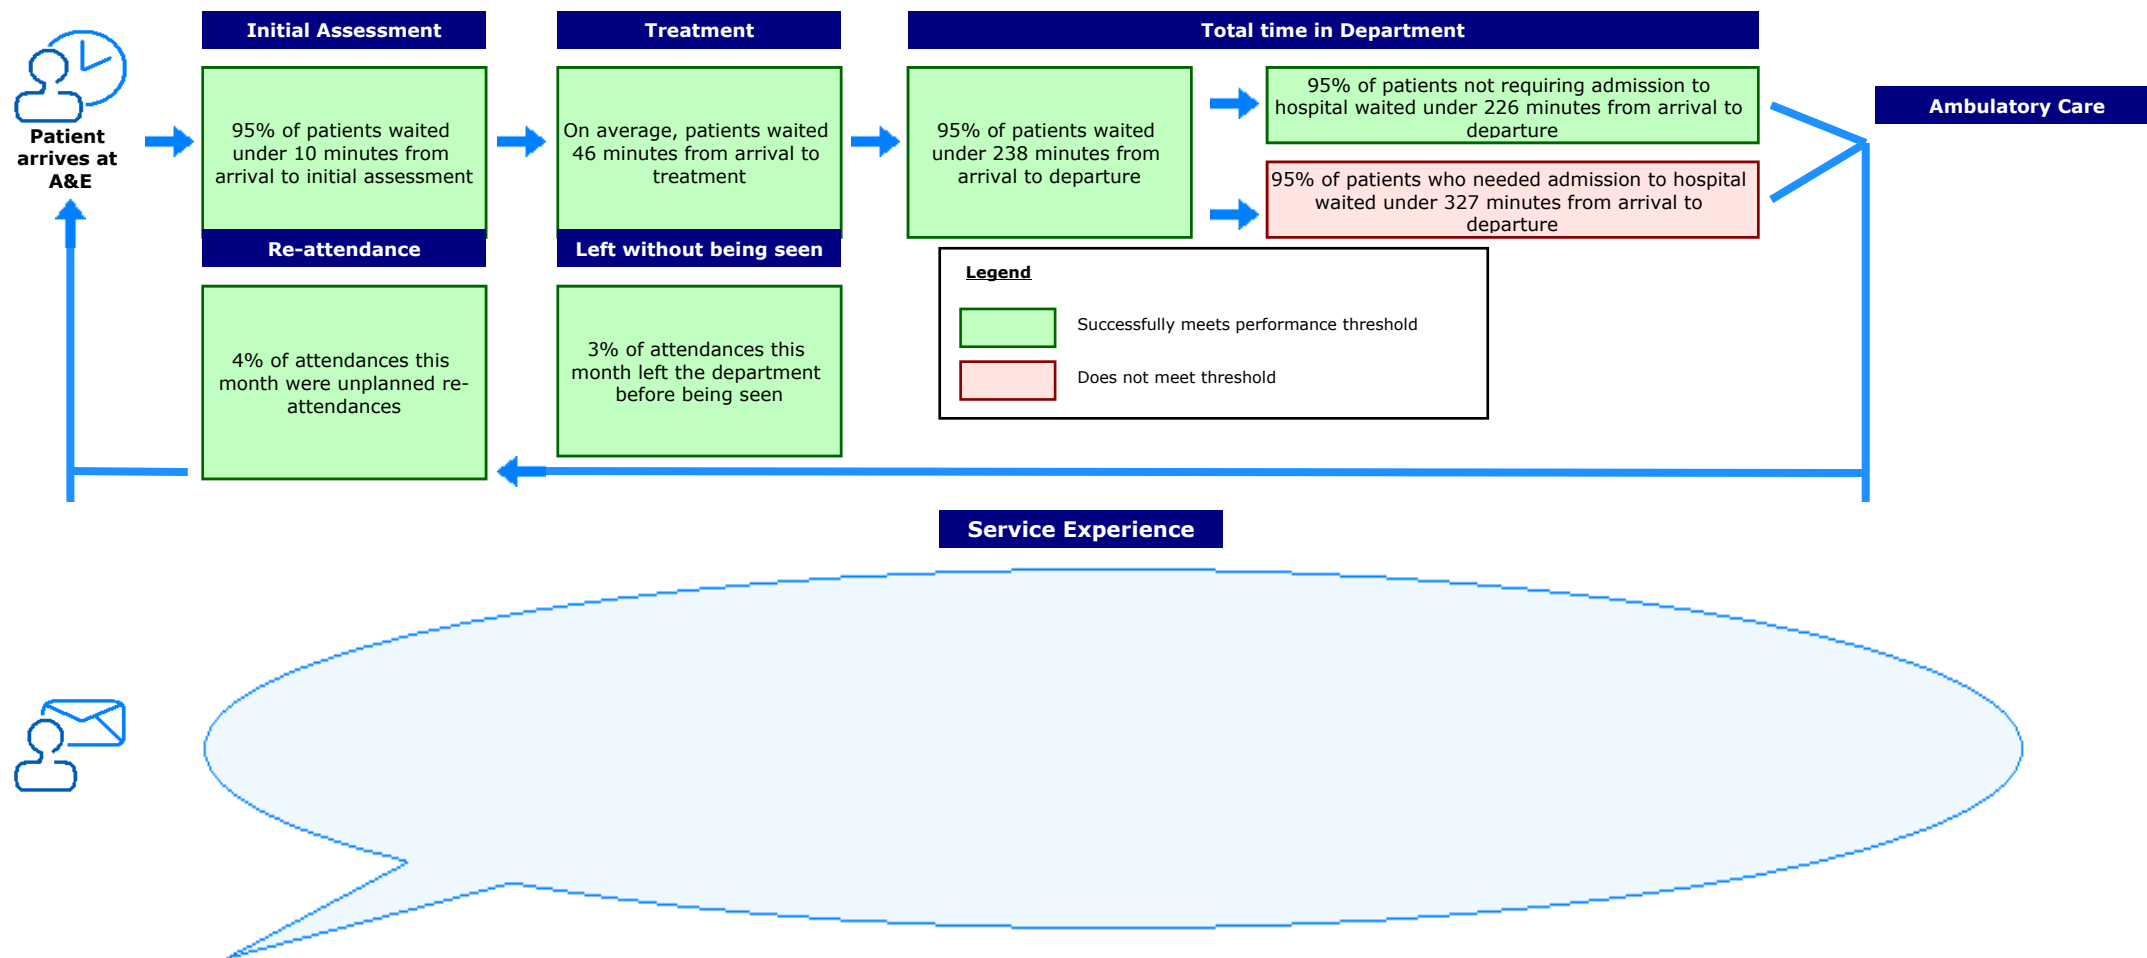 Initial Assessment
Treatment
Total time in Department
Patient
arrives at
A&E
95% of patients waited
under 10 minutes from
arrival to initial assessment
On average, patients waited
46 minutes from arrival to
treatment
95% of patients waited
under 238 minutes from
arrival to departure
95% of patients not requiring admission to
hospital waited under 226 minutes from arrival to
departure
95% of patients who needed admission to hospital
waited under 327 minutes from arrival to
departure
Ambulatory Care
Re-attendance
Left without being seen
4% of attendances this
month were unplanned re-
attendances
3% of attendances this
month left the department
before being seen
Legend
Successfully meets performance threshold
Does not meet threshold
Service Experience